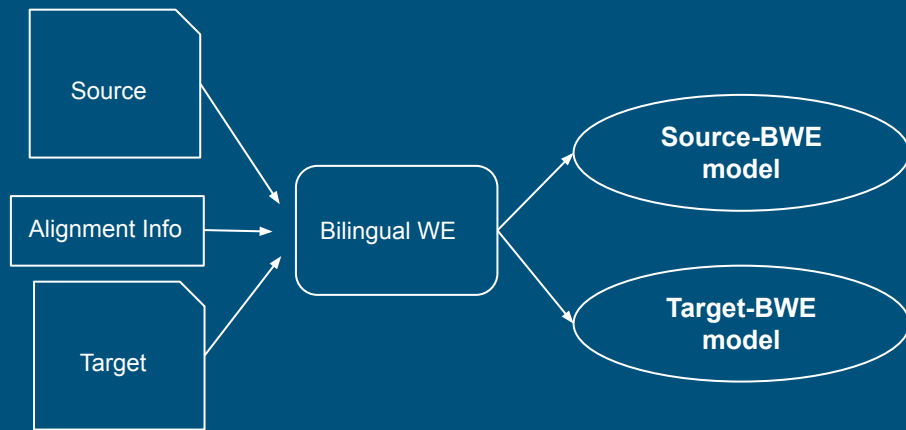 Source
Alignment Info
Target
Bilingual WE
Source-BWE
model
Target-BWE
model